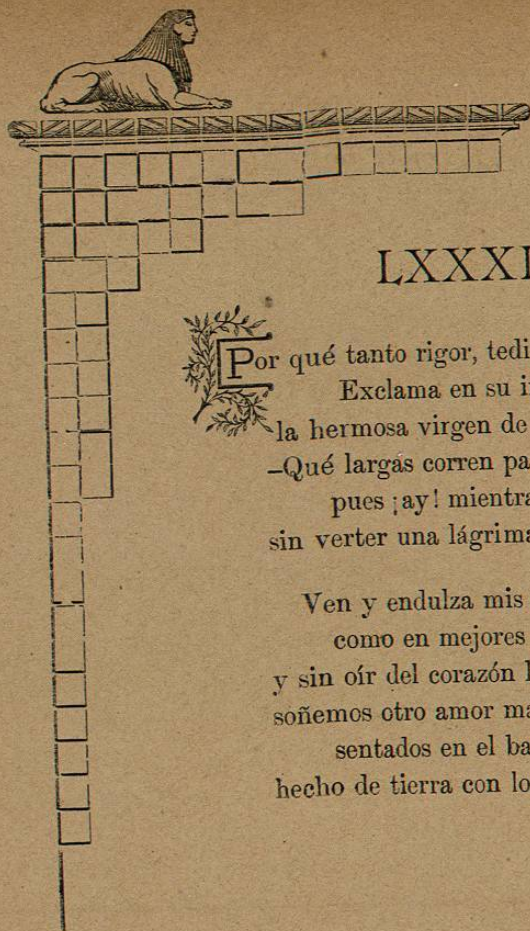 LXXXI
Por qué tanto rigor, tedi
Exclama en su i
la hermosa virgen de
–Qué largas corren pa
pues ¡ay! mientra
sin verter una lágrima
Ven y endulza mis
como en mejores
y sin oír del corazón l
soñemos otro amor ma
sentados en el ba
hecho de tierra con lo